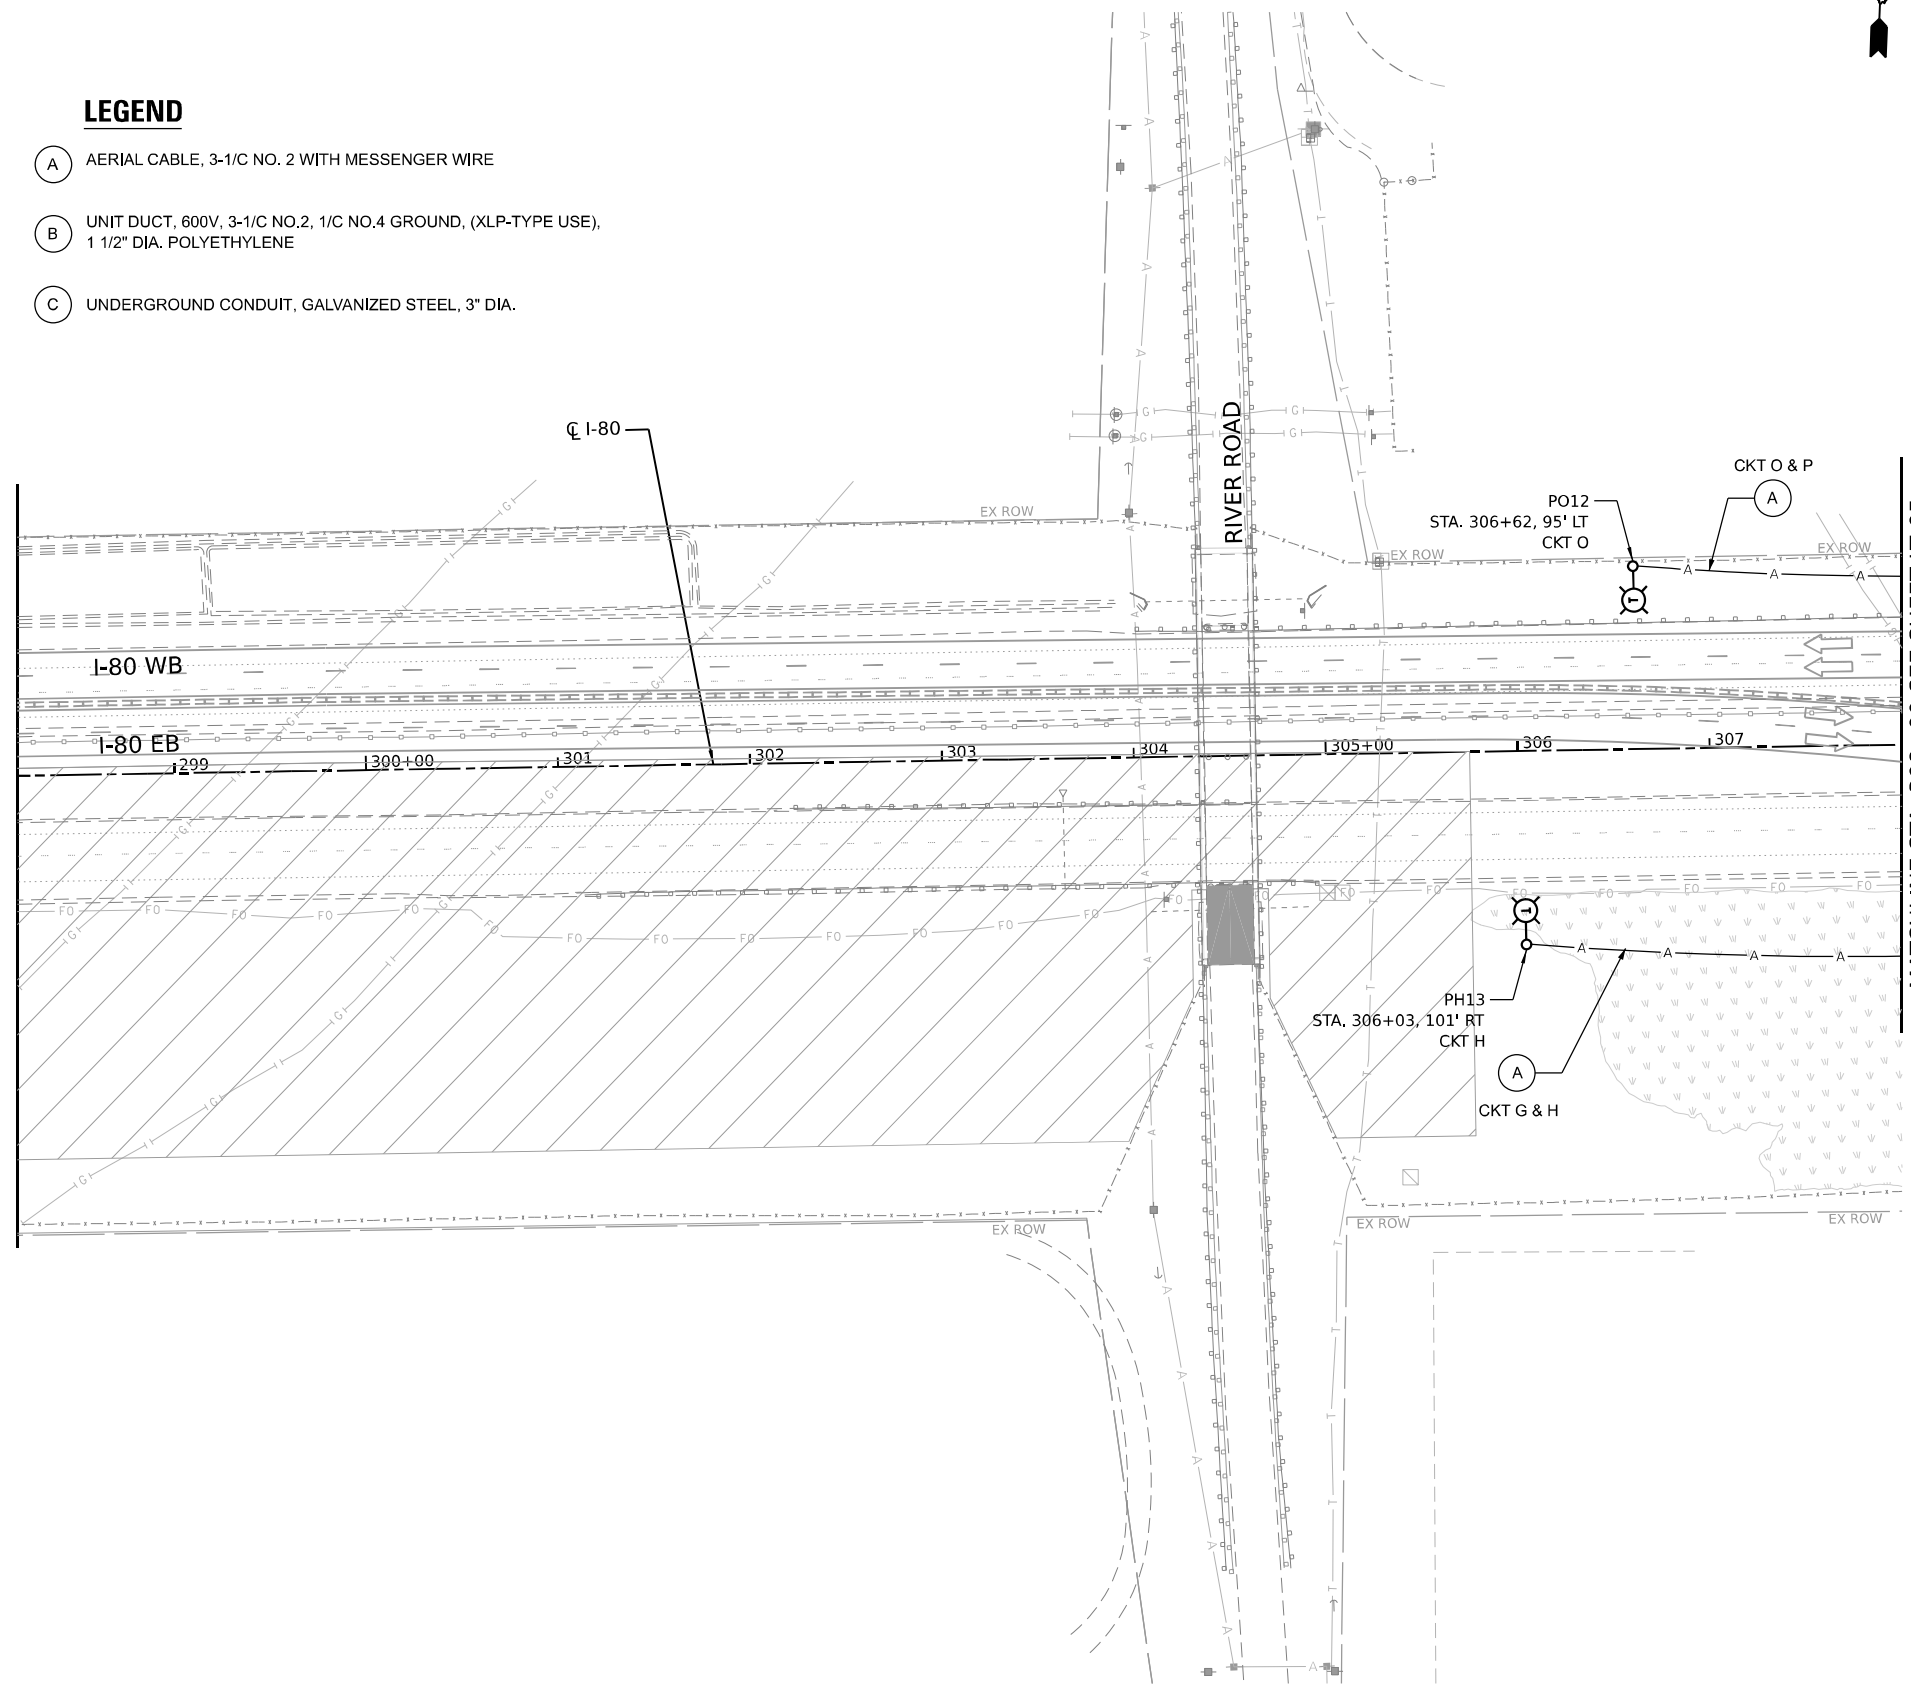 LEGEND
A AERIAL CABLE, 3-1/C NO. 2 WITH MESSENGER WIRE
B UNIT DUCT, 600V, 3-1/C NO.2, 1/C NO.4 GROUND, (XLP-TYPE USE),
1 1/2" DIA. POLYETHYLENE
C UNDERGROUND CONDUIT, GALVANIZED STEEL, 3" DIA.
℄ I-80
RIVER ROAD
EX ROW
CKT O & P
A
PO12
STA. 306+62, 95' LT
CKT O
EX ROW
EX ROW
I-80 WB
I-80 EB
299
300+00
301
302
303
304
305+00
306
307
PH13
STA. 306+03, 101' RT
CKT H
A
CKT G & H
EX ROW
EX ROW
EX ROW